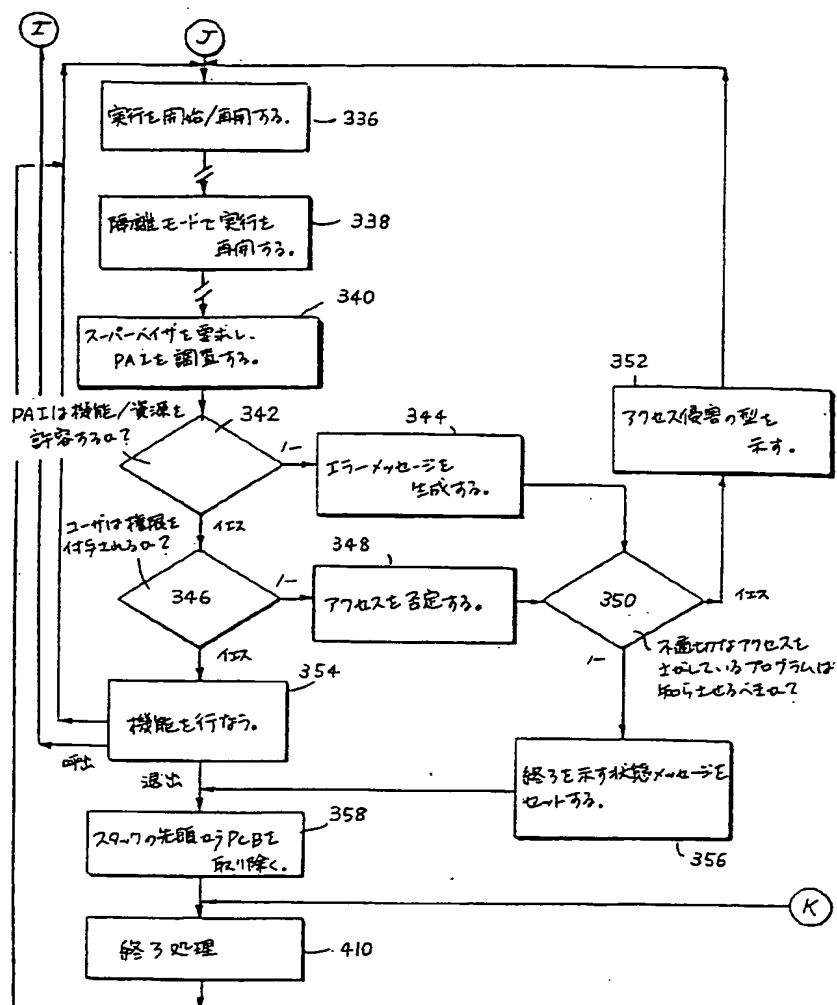 I
J
実行を開始/再開する。
336
隔離モードで実行を
再開する。
338
340
スーパーバイザを要求し、
PAIを調査する。
352
PAIは機能/資源を
許容するか?
342
344
アクセス侵害の型を
示す。
ノー
エラーメッセージを
生成する。
ユーザは権限を
付与されるか?
イエス
348
346
ノー
アクセスを否定する。
350
イエス
イエス
ノー
不適切なアクセスを
さがしているプログラムは
知らせるべきか?
354
機能を行なう。
呼出
退出
終了を示す状態メッセージを
セットする。
356
358
スタックの先頭からPCBを
取り除く。
K
終了処理
410